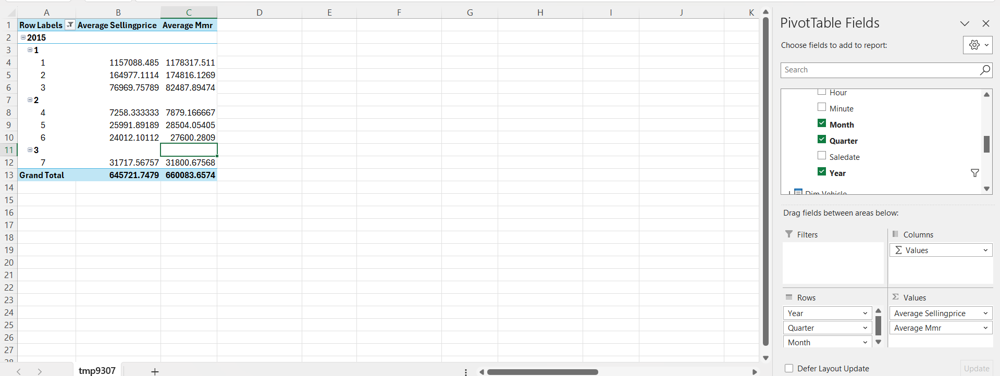 A B C D E F G H I J K
1 Row Labels Average Sellingprice Average Mmr
2 2015
3 1
4 1 1157088.485 1178317.511
5 2 164977.1114 174816.1269
6 3 76969.75789 82487.89474
7 2
8 4 7258.333333 7879.166667
9 5 25991.89189 28504.05405
10 6 24012.10112 27600.2809
11 3
12 7 31717.56757 31800.67568
13 Grand Total 645721.7479 660083.6574
14
15
16
17
18
19
20
21
22
23
24
25
26
27
28
tmp9307
PivotTable Fields
Choose fields to add to report:
Search
Hour
Minute
Month
Quarter
Saledate
Year
Dim Vehicle
Drag fields between areas below:
Filters
Columns
Σ Values
Rows
Year
Quarter
Month
Σ Values
Average Sellingprice
Average Mmr
Defer Layout Update
Update